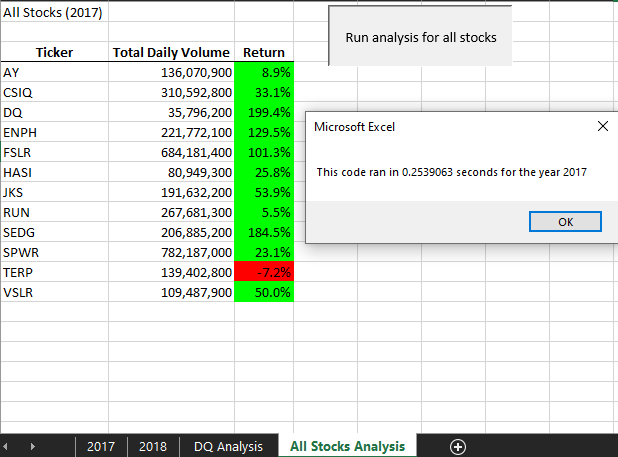 All Stocks (2017)
Run analysis for all stocks
Ticker Total Daily Volume Return
AY 136,070,900 8.9%
CSIQ 310,592,800 33.1%
DQ 35,796,200 199.4%
ENPH 221,772,100 129.5%
FSLR 684,181,400 101.3%
HASI 80,949,300 25.8%
JKS 191,632,200 53.9%
RUN 267,681,300 5.5%
SEDG 206,885,200 184.5%
SPWR 782,187,000 23.1%
TERP 139,402,800 -7.2%
VSLR 109,487,900 50.0%
Microsoft Excel
This code ran in 0.2539063 seconds for the year 2017
OK
2017 2018 DQ Analysis All Stocks Analysis